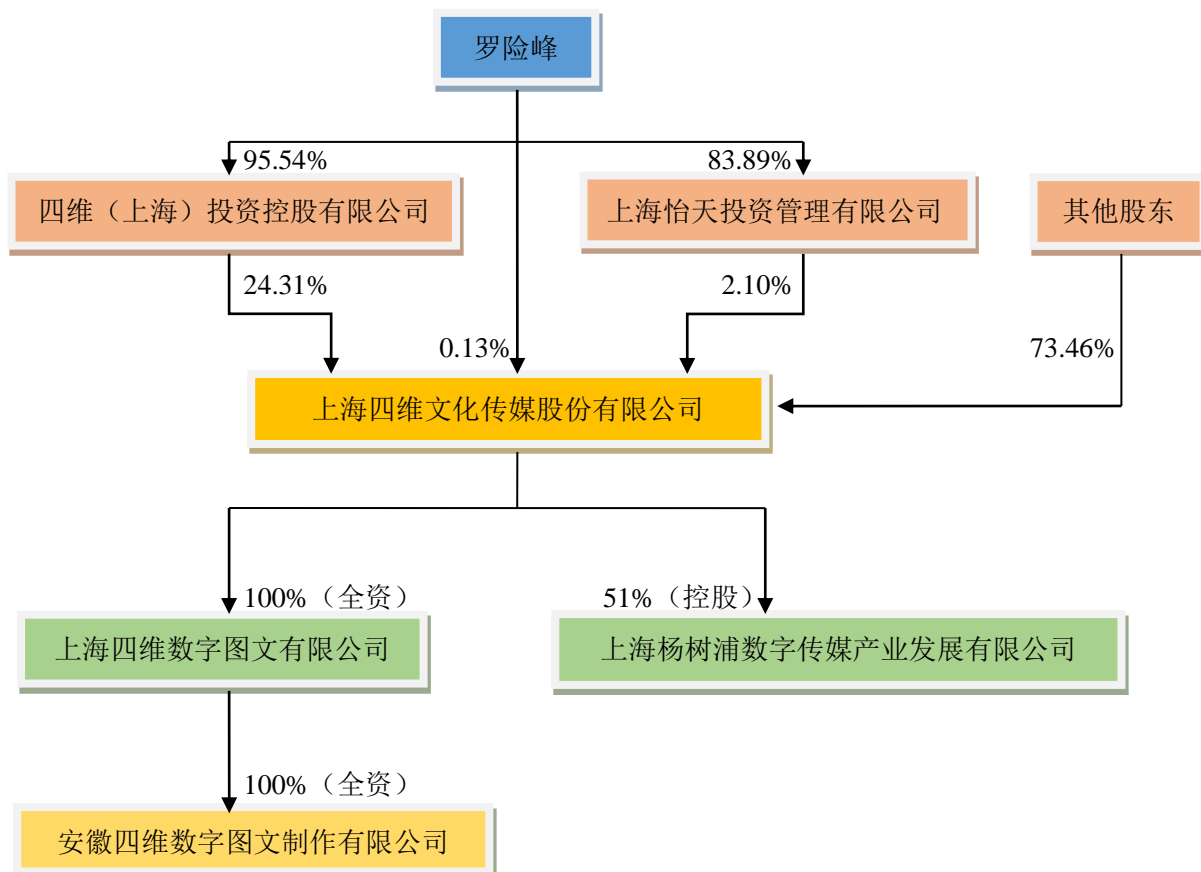 罗险峰
95.54%
83.89%
四维（上海）投资控股有限公司
上海怡天投资管理有限公司
其他股东
24.31%
2.10%
0.13%
73.46%
上海四维文化传媒股份有限公司
100%（全资）
51%（控股）
上海四维数字图文有限公司
上海杨树浦数字传媒产业发展有限公司
100%（全资）
安徽四维数字图文制作有限公司